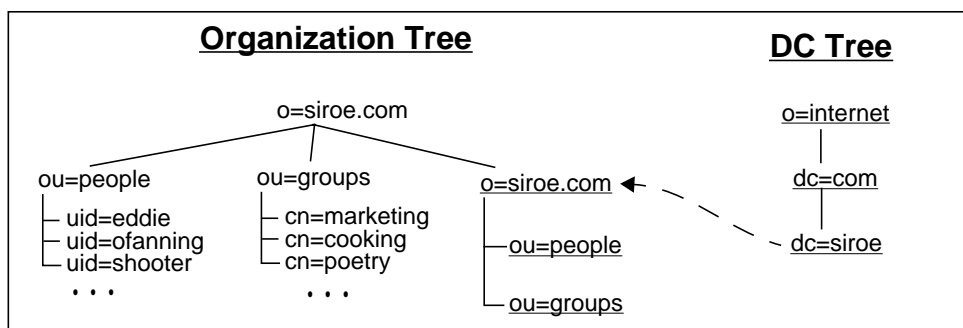 Organization Tree
DC Tree
o=siroe.com
o=internet
ou=people
ou=groups
o=siroe.com
dc=com
uid=eddie
uid=ofanning
uid=shooter
. . .
cn=marketing
cn=cooking
cn=poetry
. . .
ou=people
ou=groups
dc=siroe